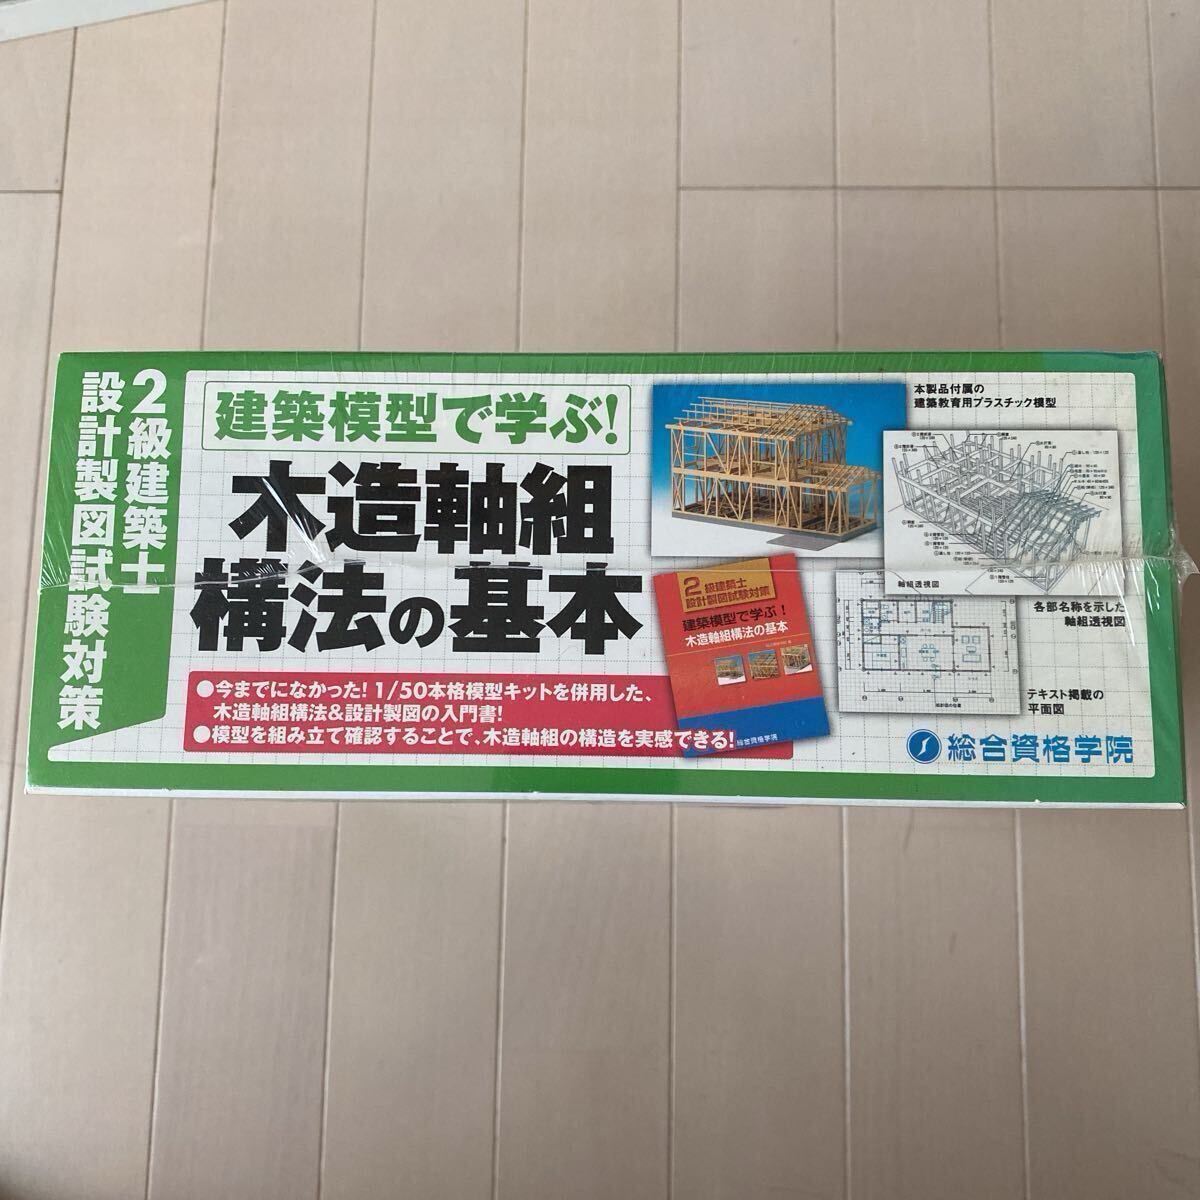 2級建築士
設計製図試験対策
建築模型で学ぶ!
木造軸組
構法の基本
●今までになかった!1/50本格模型キットを併用した、
木造軸組構法&設計製図の入門書!
●模型を組み立て確認することで、木造軸組の構造を実感できる!
本製品付属の
建築教育用プラスチック模型
軸組透視図
各部名称を示した
軸組透視図
2級建築士
設計製図試験対策
建築模型で学ぶ!
木造軸組構法の基本
総合資格学院
テキスト掲載の
平面図
総合資格学院